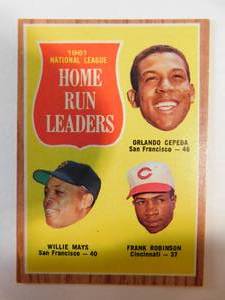 1961
NATIONAL LEAGUE
HOME
RUN
LEADERS
ORLANDO CEPEDA
San Francisco — 46
WILLIE MAYS
San Francisco — 40
FRANK ROBINSON
Cincinnati — 37